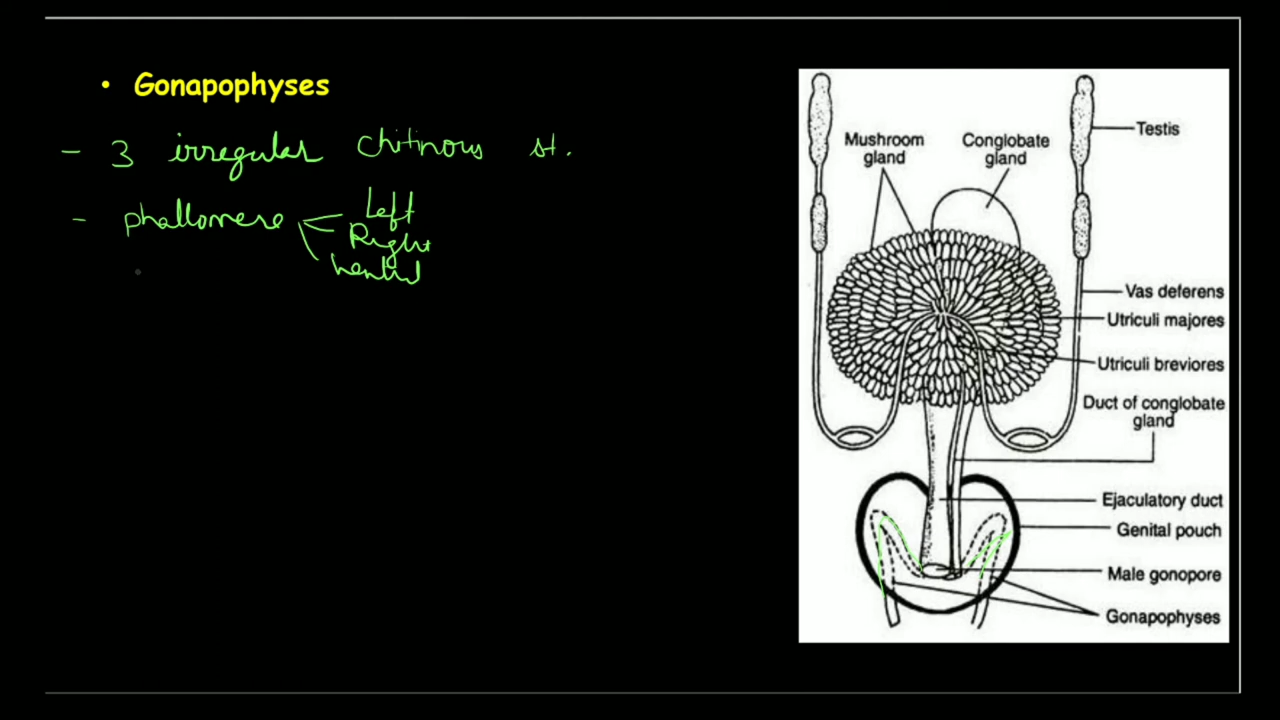 • Gonapophyses
- 3 irregular chitinous st.
- phallomere
Left
Right
Mushroom
gland
Conglobate
gland
Testis
Vas deferens
Utriculi majores
Utriculi breviores
Duct of conglobate
gland
Ejaculatory duct
Genital pouch
Male gonopore
Gonapophyses